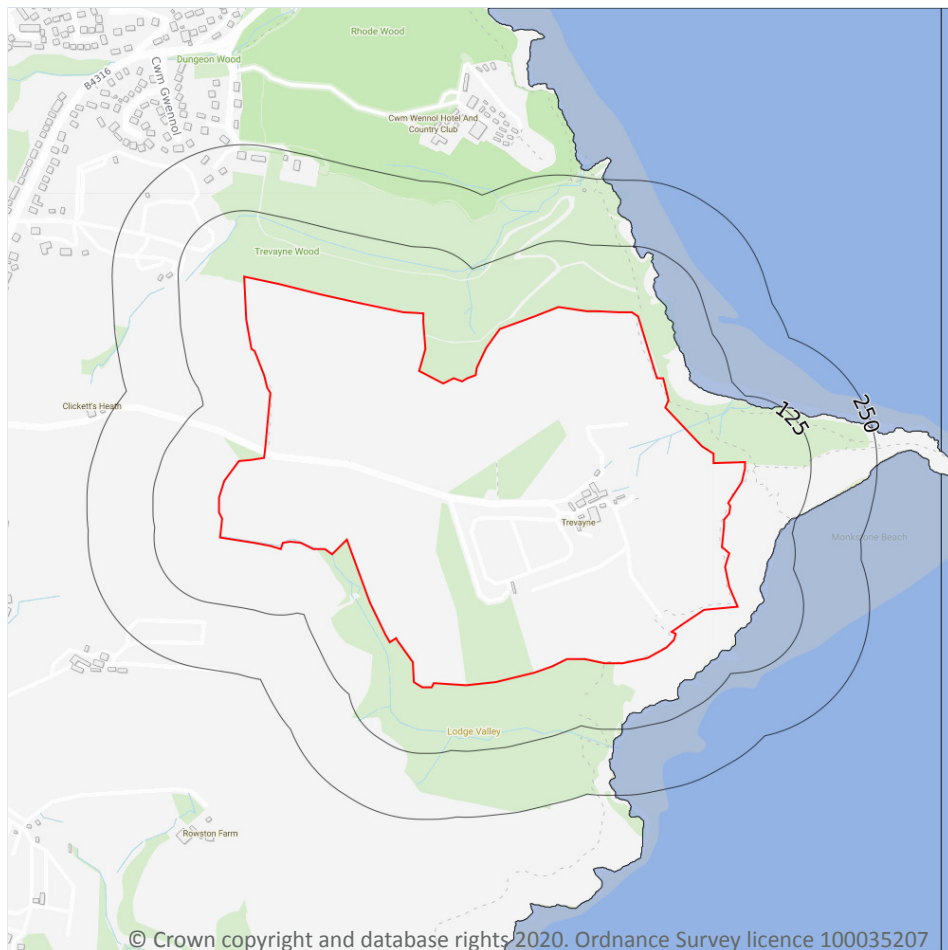 Rhode Wood
Dungeon Wood
B4316
Cwm Gwennol
Cwm Wennol Hotel And
Country Club
Trevayne Wood
Clickett's Heath
125
250
Trevayne
Monkstone Beach
Lodge Valley
Rowston Farm
© Crown copyright and database rights 2020. Ordnance Survey licence 100035207